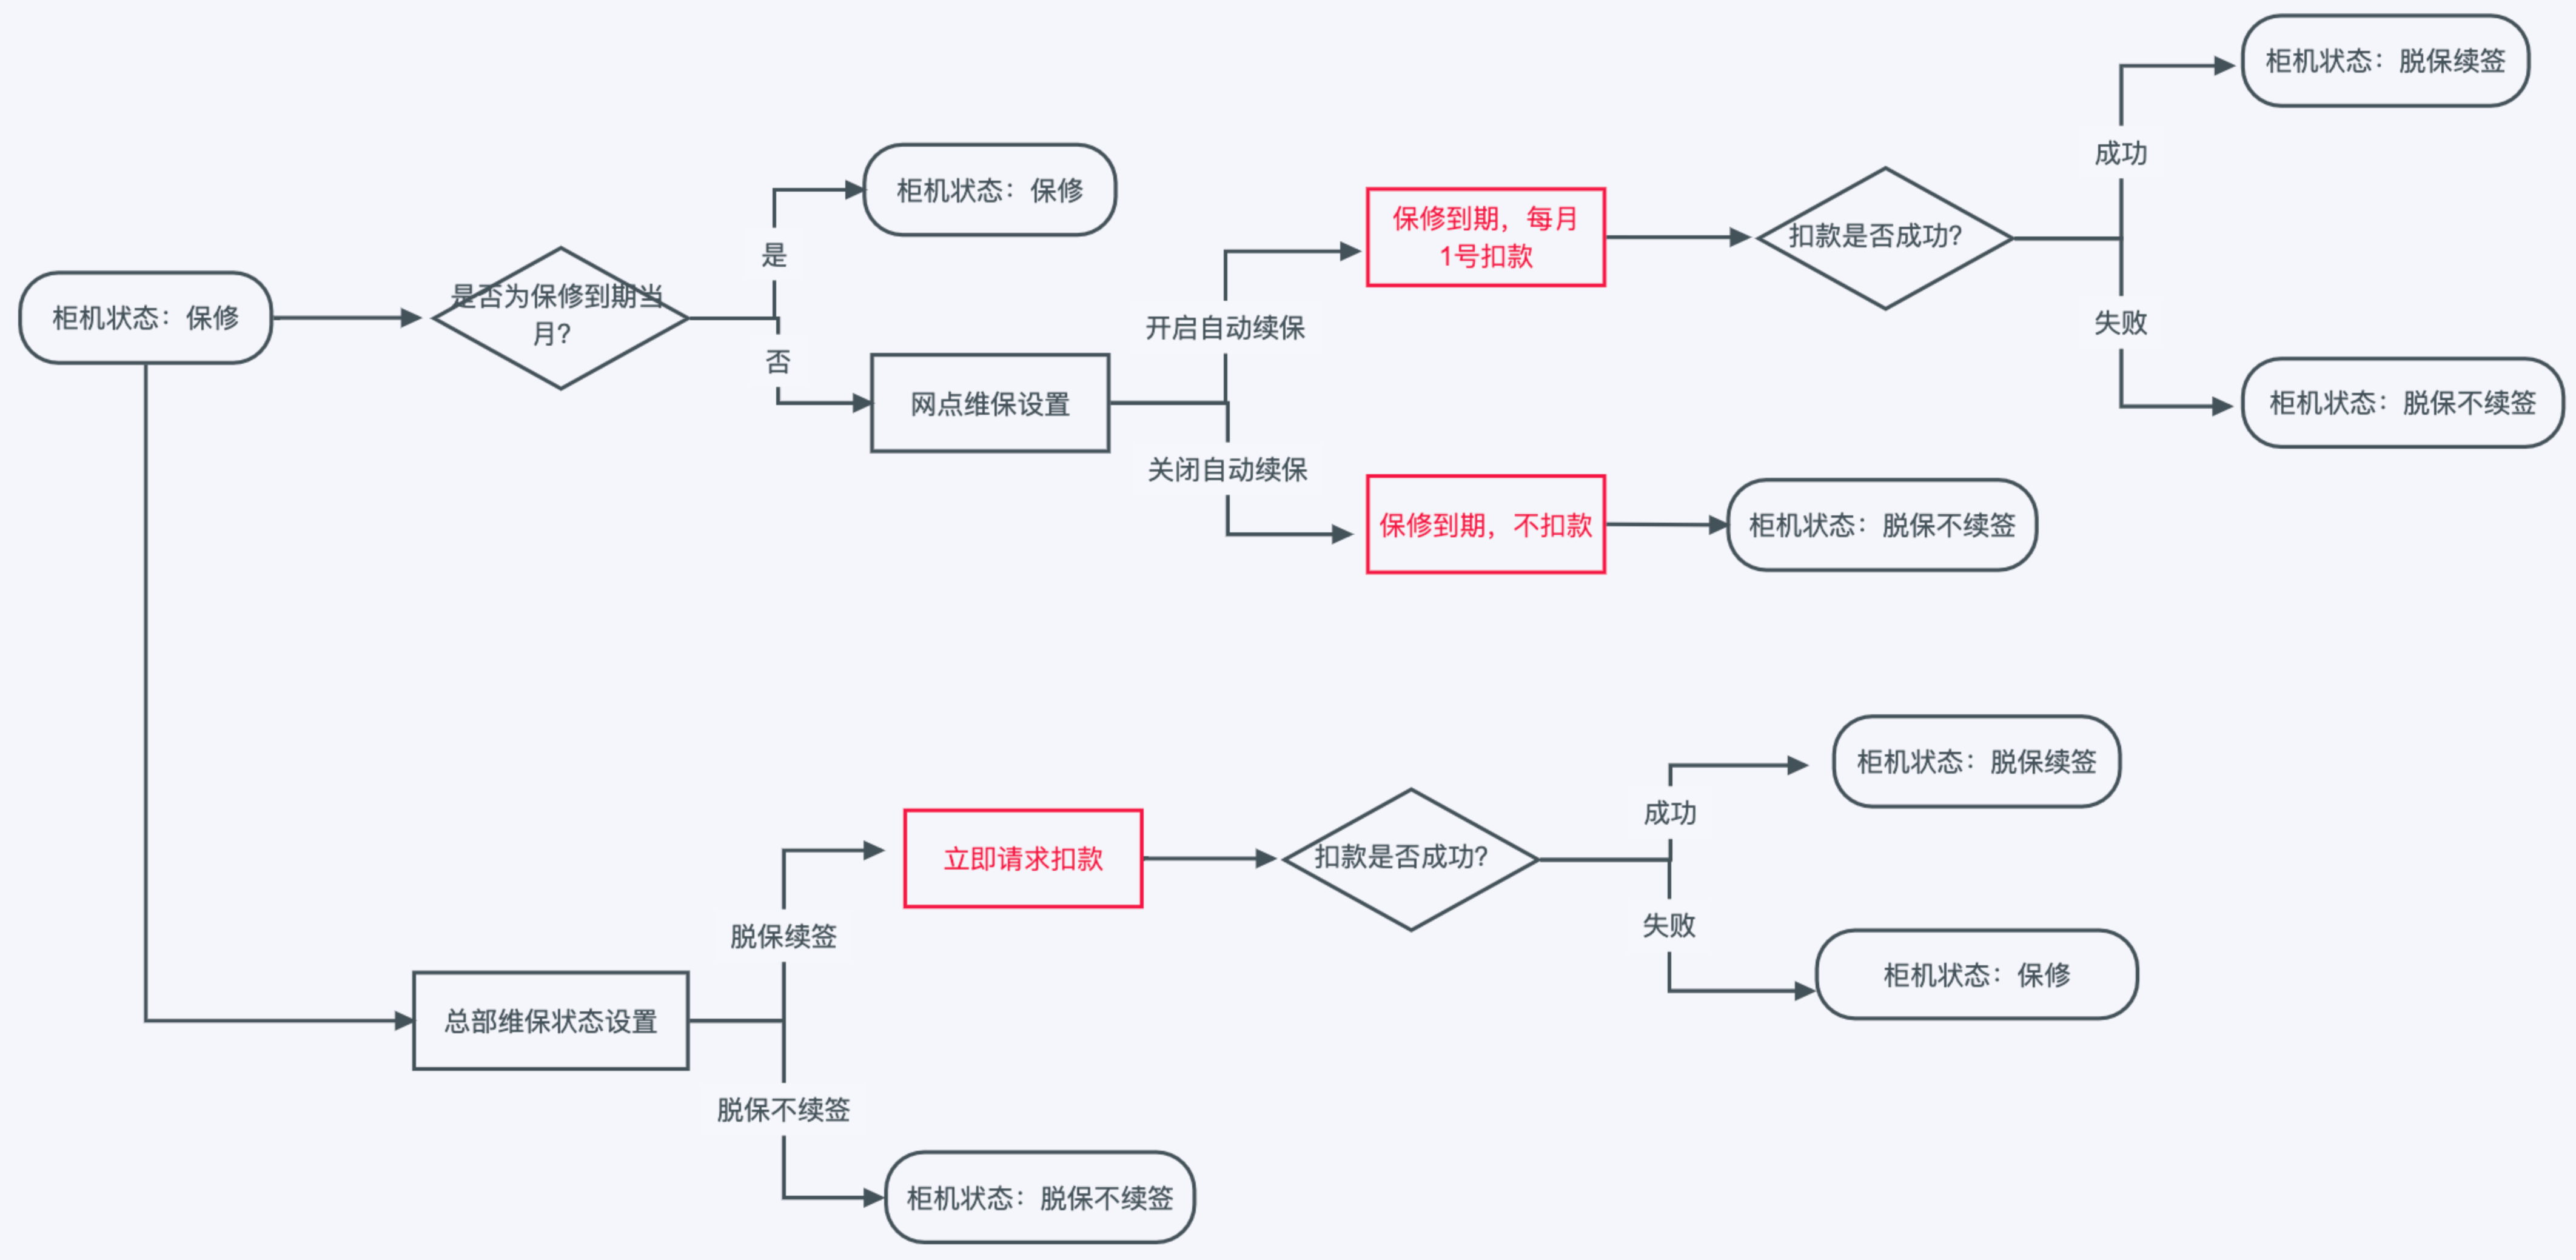 柜机状态：保修
是否为保修到期当
月?
是
柜机状态：保修
否
网点维保设置
开启自动续保
保修到期，每月
1号扣款
扣款是否成功?
成功
柜机状态：脱保续签
失败
柜机状态：脱保不续签
关闭自动续保
保修到期，不扣款
柜机状态：脱保不续签
总部维保状态设置
脱保续签
立即请求扣款
扣款是否成功?
成功
柜机状态：脱保续签
失败
柜机状态：保修
脱保不续签
柜机状态：脱保不续签